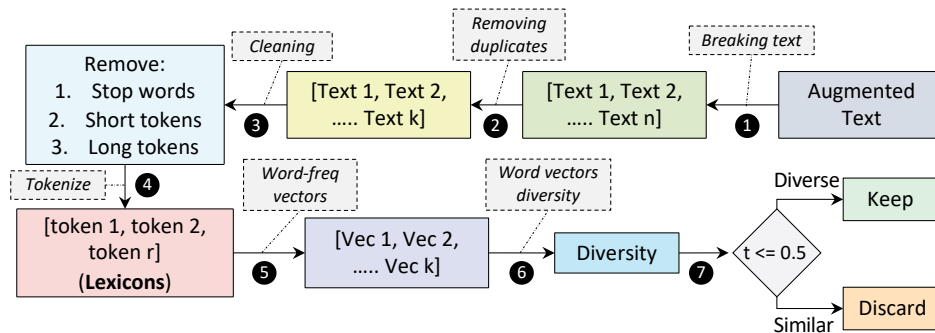 Augmented
Text
Breaking text
1
[Text 1, Text 2,
..... Text n]
Removing
duplicates
2
[Text 1, Text 2,
..... Text k]
Cleaning
3
Remove:
1. Stop words
2. Short tokens
3. Long tokens
Tokenize
4
[token 1, token 2,
token r]
(Lexicons)
Word-freq
vectors
5
[Vec 1, Vec 2,
..... Vec k]
Word vectors
diversity
6
Diversity
7
t <= 0.5
Diverse
Keep
Similar
Discard